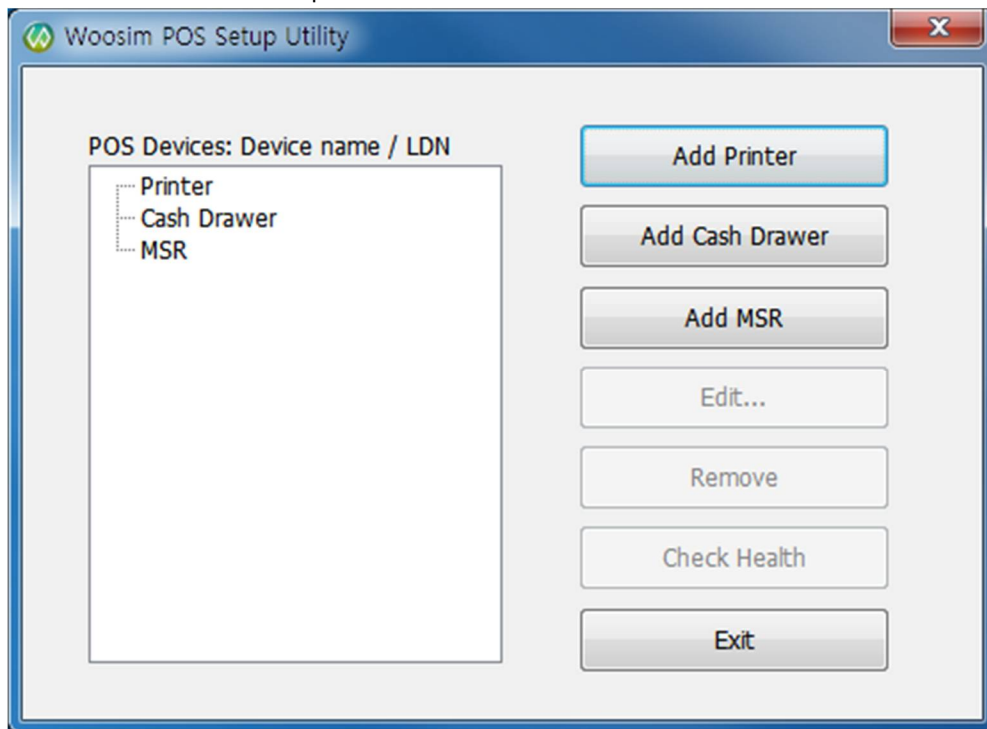 Woosim POS Setup Utility
POS Devices: Device name / LDN
Printer
Cash Drawer
MSR
Add Printer
Add Cash Drawer
Add MSR
Edit...
Remove
Check Health
Exit